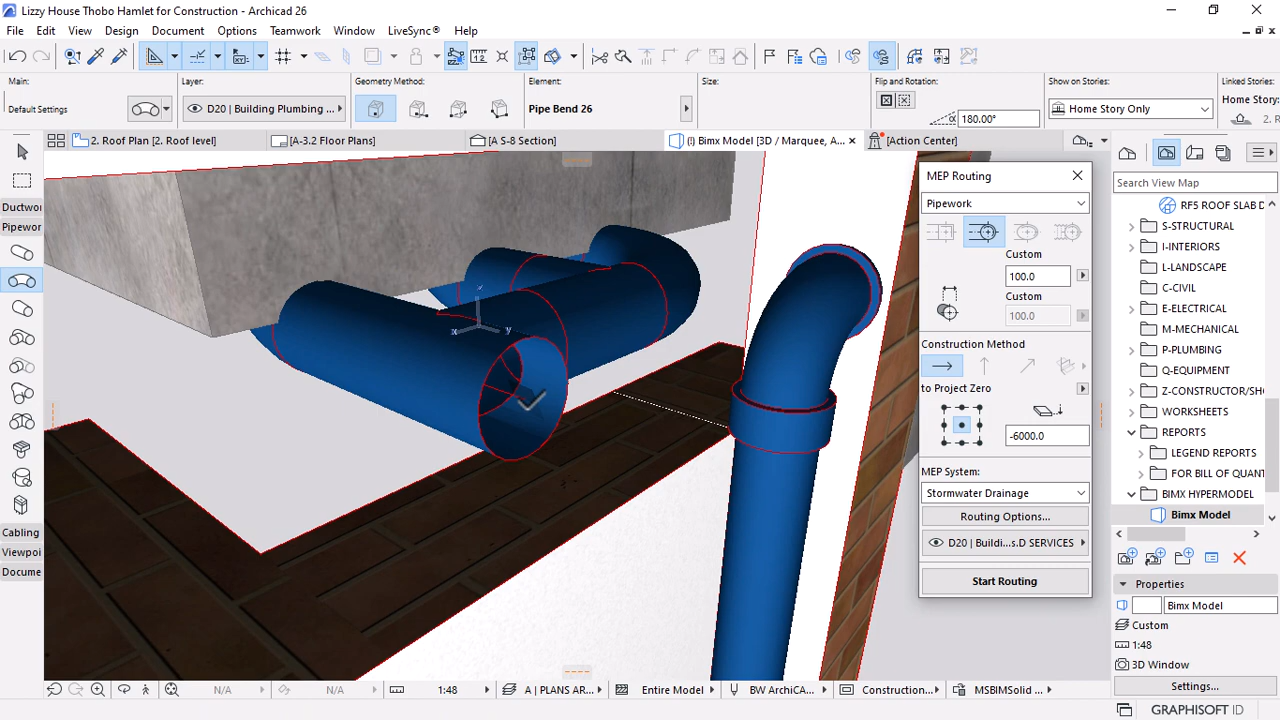 Lizzy House Thobo Hamlet for Construction - Archicad 26
File Edit View Design Document Options Teamwork Window LiveSync® Help
Main:
Default Settings
Layer:
D20 | Building Plumbing ...
Geometry Method:
Element:
Pipe Bend 26
Size:
Flip and Rotation:
180.00°
Show on Stories:
Home Story Only
Linked Stories:
Home Story:
2. R
2. Roof Plan [2. Roof level]
[A-3.2 Floor Plans]
[A S-8 Section]
(!) Bimx Model [3D / Marquee, A...
[Action Center]
Ductwo
Pipewor
Cabling
Viewpoi
Docume
x
y
z
MEP Routing
Pipework
Custom
100.0
Custom
100.0
Construction Method
to Project Zero
-6000.0
MEP System:
Stormwater Drainage
Routing Options...
D20 | Buildi...s.D SERVICES
Start Routing
Search View Map
RF5 ROOF SLAB D
S-STRUCTURAL
I-INTERIORS
L-LANDSCAPE
C-CIVIL
E-ELECTRICAL
M-MECHANICAL
P-PLUMBING
Q-EQUIPMENT
Z-CONSTRUCTOR/SH
WORKSHEETS
REPORTS
LEGEND REPORTS
FOR BILL OF QUANT
BIMX HYPERMODEL
Bimx Model
Properties
Bimx Model
Custom
1:48
3D Window
Settings...
N/A
N/A
1:48
A | PLANS AR...
Entire Model
BW ArchiCA...
Construction...
MSBIMSolid ...
GRAPHISOFT ID